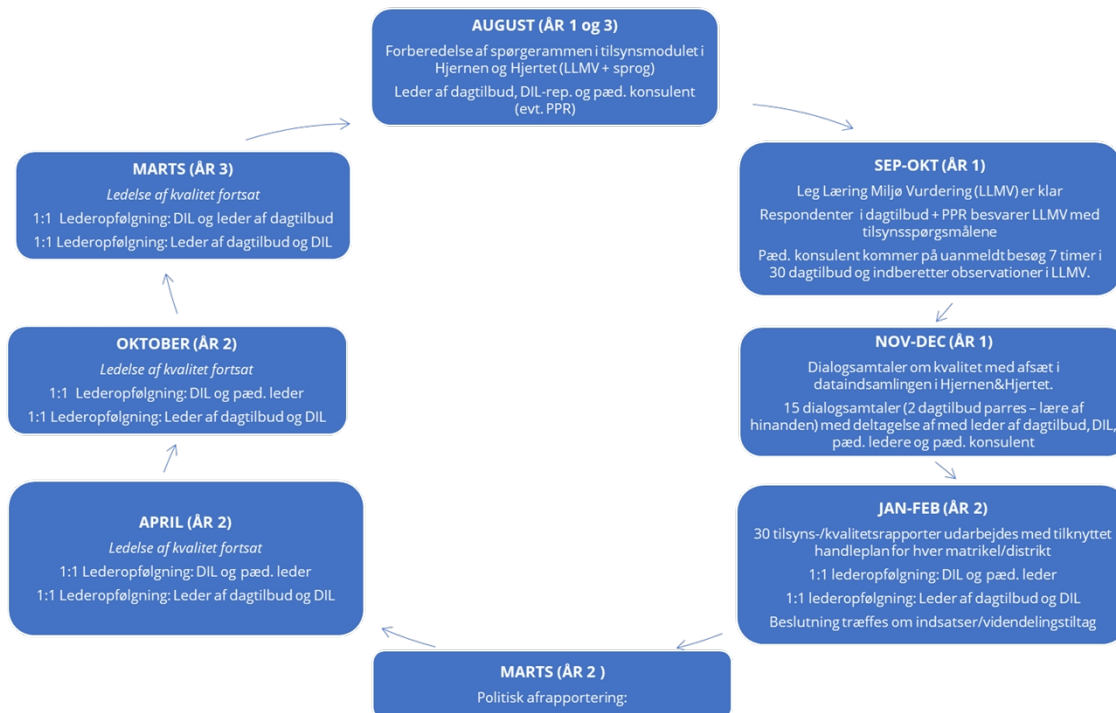 AUGUST (ÅR 1 og 3)
Forberedelse af spørgerammen i tilsynsmodulet i
Hjernen og Hjertet (LLMV + sprog)
Leder af dagtilbud, DIL-rep. og pæd. konsulent
(evt. PPR)
SEP-OKT (ÅR 1)
Leg Læring Miljø Vurdering (LLMV) er klar
Respondenter i dagtilbud + PPR besvarer LLMV med
tilsynsspørgsmålene
Pæd. konsulent kommer på uanmeldt besøg 7 timer i
30 dagtilbud og indberetter observationer i LLMV.
NOV-DEC (ÅR 1)
Dialogsamtaler om kvalitet med afsæt i
dataindsamlingen i Hjernen&Hjertet.
15 dialogsamtaler (2 dagtilbud parres – lære af
hinanden) med deltagelse af med leder af dagtilbud, DIL,
pæd. ledere og pæd. konsulent
JAN-FEB (ÅR 2)
30 tilsyns-/kvalitetsrapporter udarbejdes med tilknyttet
handleplan for hver matrikel/distrikt
1:1 lederopfølgning: DIL og pæd. leder
1:1 lederopfølgning: Leder af dagtilbud og DIL
Beslutning træffes om indsatser/videndelingstiltag
MARTS (ÅR 2 )
Politisk afrapportering:
APRIL (ÅR 2)
Ledelse af kvalitet fortsat
1:1 Lederopfølgning: DIL og pæd. leder
1:1 Lederopfølgning: Leder af dagtilbud og DIL
OKTOBER (ÅR 2)
Ledelse af kvalitet fortsat
1:1 Lederopfølgning: DIL og pæd. leder
1:1 Lederopfølgning: Leder af dagtilbud og DIL
MARTS (ÅR 3)
Ledelse af kvalitet fortsat
1:1 Lederopfølgning: DIL og leder af dagtilbud
1:1 Lederopfølgning: Leder af dagtilbud og DIL